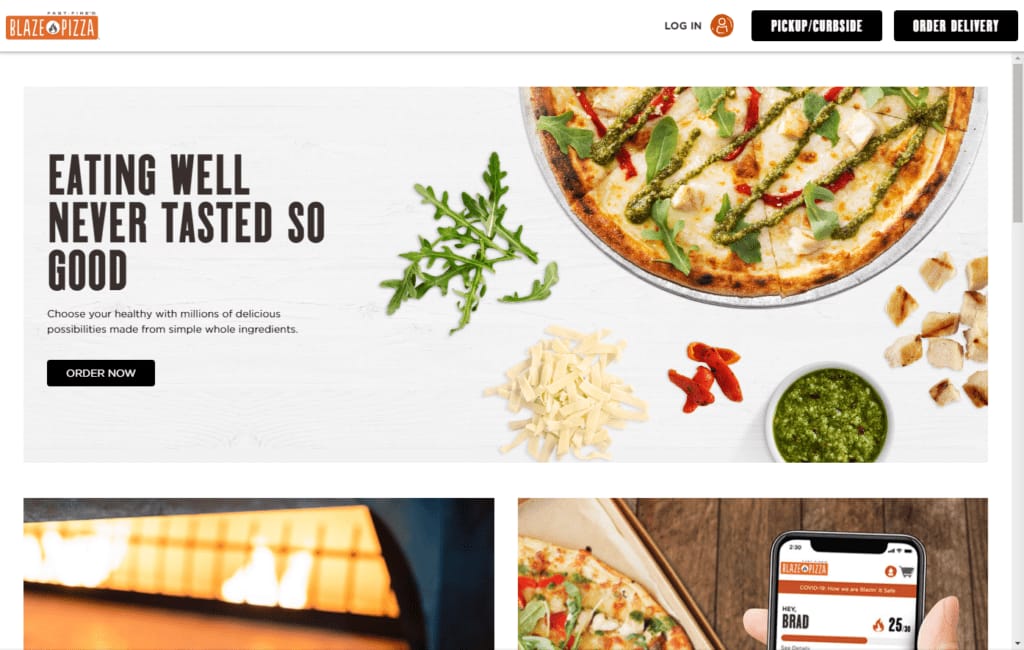 FAST-FIRE'D
BLAZE PIZZA
LOG IN
PICKUP/CURBSIDE
ORDER DELIVERY
EATING WELL
NEVER TASTED SO
GOOD
Choose your healthy with millions of delicious
possibilities made from simple whole ingredients.
ORDER NOW
2:30
BLAZE PIZZA
COVID-19: How we are Blazin' It Safe
HEY,
BRAD
25/30
See Details